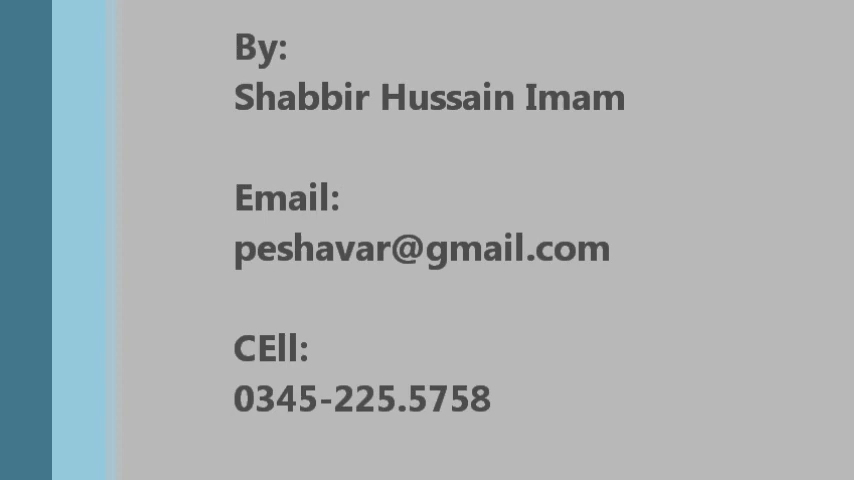 By:
Shabbir Hussain Imam
Email:
peshavar@gmail.com
CEll:
0345-225.5758